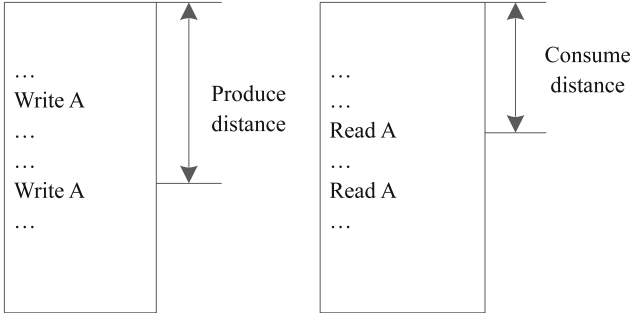 …
Write A
…
…
Write A
…
Produce
distance
…
…
Read A
…
Read A
…
Consume
distance